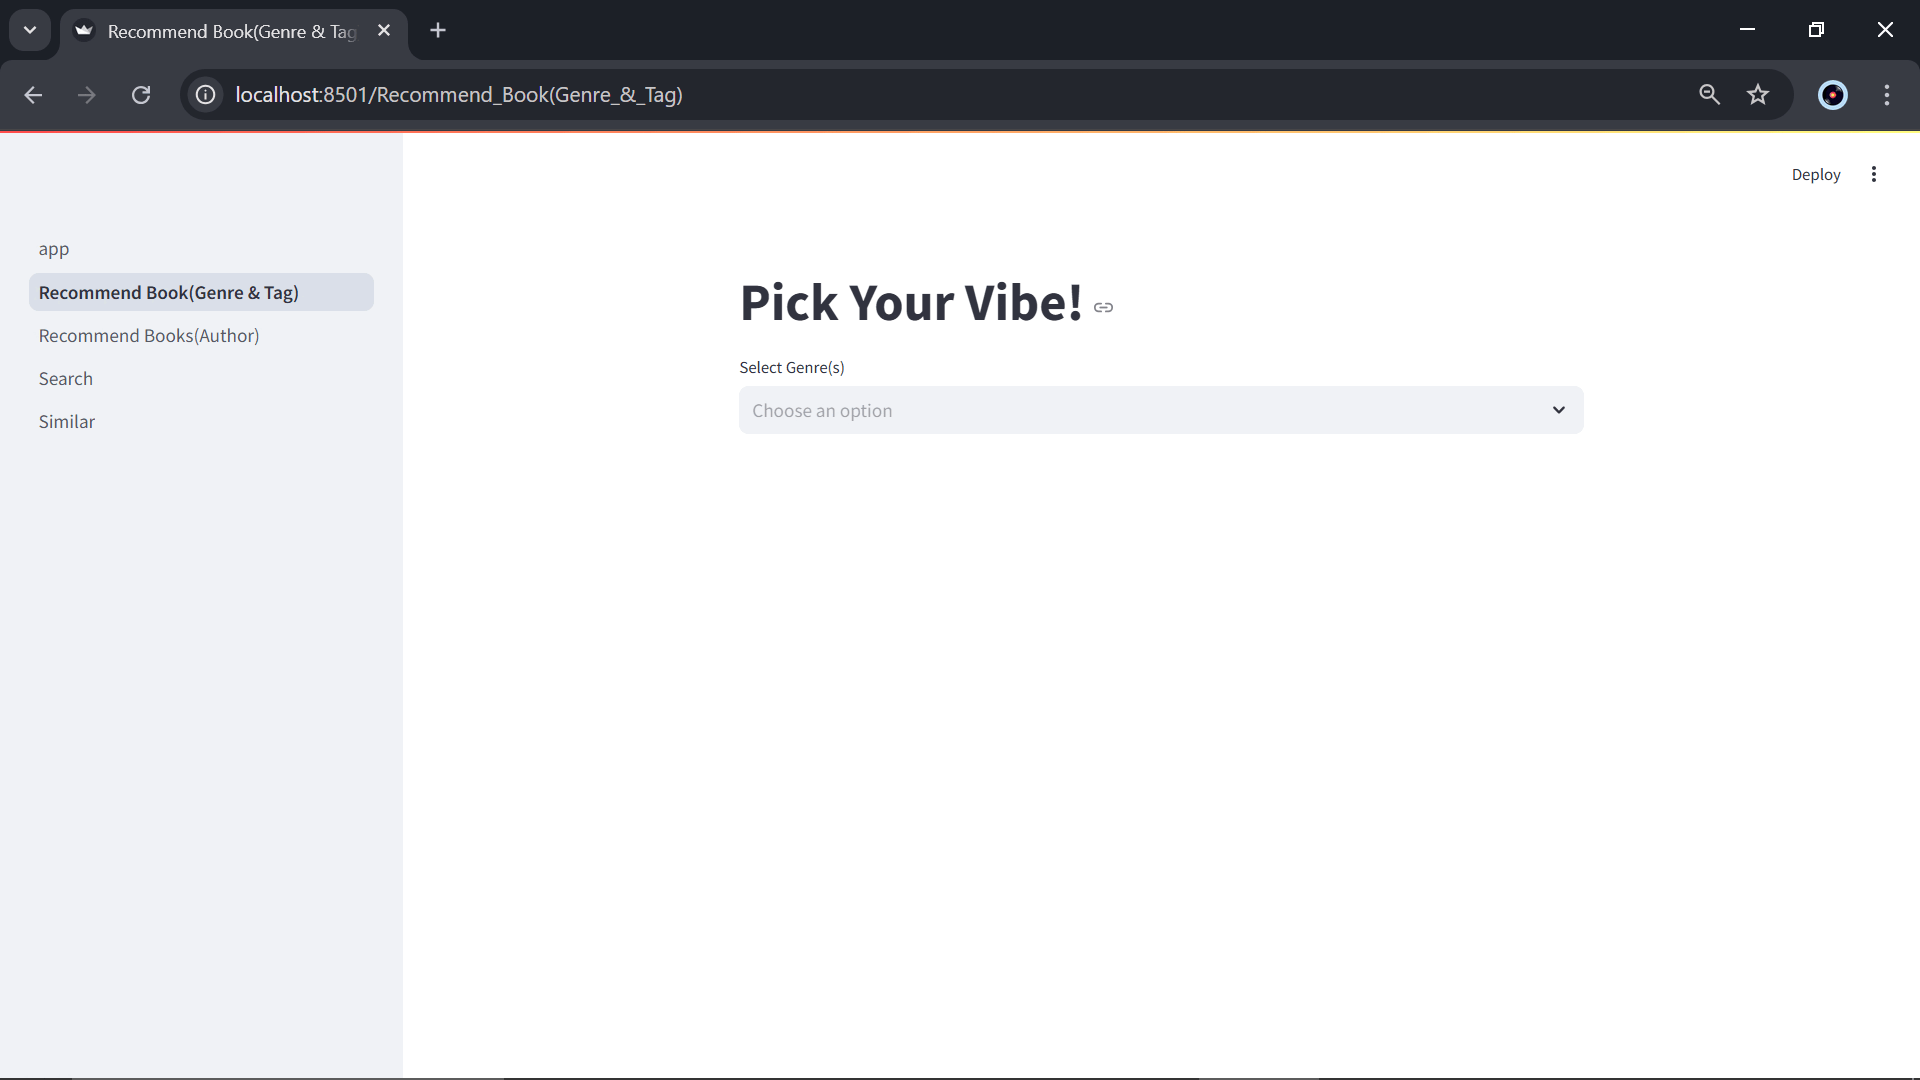 Recommend Book(Genre & Tag
localhost:8501/Recommend_Book(Genre_&_Tag)
Deploy
app
Recommend Book(Genre & Tag)
Recommend Books(Author)
Search
Similar
Pick Your Vibe!
Select Genre(s)
Choose an option